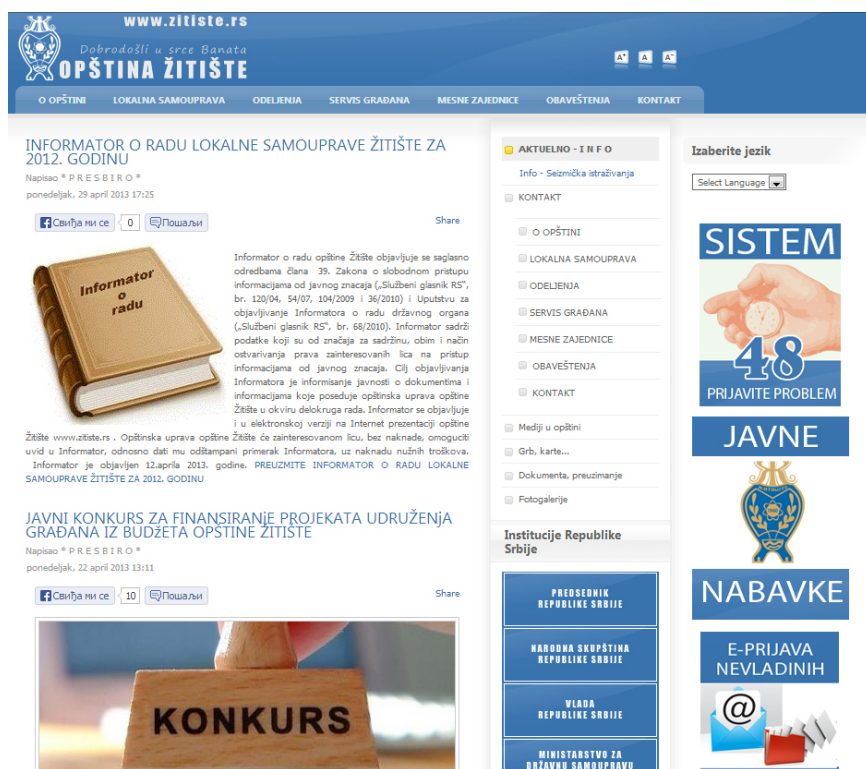 www.zitiste.rs
Dobrodošli u srce Banata
OPŠTINA ŽITIŠTE
A+ A A-
O OPŠTINI LOKALNA SAMOUPRAVA ODELJENJA SERVIS GRAĐANA MESNE ZAJEDNICE OBAVEŠTENJA KONTAKT
INFORMATOR O RADU LOKALNE SAMOUPRAVE ŽITIŠTE ZA
2012. GODINU
Napisao * P R E S B I R O *
ponedeljak, 29 april 2013 17:25
Свиђа ми се 0 Пошаљи
Share
Informator
o
radu
Informator o radu opštine Žitište objavljuje se saglasno
odredbama člana 39. Zakona o slobodnom pristupu
informacijama od javnog znacaja („Službeni glasnik RS",
br. 120/04, 54/07, 104/2009 i 36/2010) i Uputstvu za
objavljivanje Informatora o radu državnog organa
(„Službeni glasnik RS", br. 68/2010). Informator sadrži
podatke koji su od značaja za sadržinu, obim i način
ostvarivanja prava zainteresovanih lica na pristup
informacijama od javnog znacaja. Cilj objavljivanja
Informatora je informisanje javnosti o dokumentima i
informacijama koje poseduje opštinska uprava opštine
Žitište u okviru delokruga rada. Informator se objavljuje
i u elektronskoj verziji na Internet prezentaciji opštine
Žitište www.zitiste.rs . Opštinska uprava opštine Žitište će zainteresovanom licu, bez naknade, omoguciti
uvid u Informator, odnosno dati mu odštampani primerak Informatora, uz naknadu nužnih troškova.
Informator je objavljen 12.aprila 2013. godine. PREUZMITE INFORMATOR O RADU LOKALNE
SAMOUPRAVE ŽITIŠTE ZA 2012. GODINU
JAVNI KONKURS ZA FINANSIRANjE PROJEKATA UDRUŽENjA
GRAĐANA IZ BUDžETA OPŠTINE ŽITIŠTE
Napisao * P R E S B I R O *
ponedeljak, 22 april 2013 13:11
Свиђа ми се 10 Пошаљи
Share
KONKURS
AKTUELNO - I N F O
Info - Seizmička istraživanja
KONTAKT
O OPŠTINI
LOKALNA SAMOUPRAVA
ODELJENJA
SERVIS GRAĐANA
MESNE ZAJEDNICE
OBAVEŠTENJA
KONTAKT
Mediji u opštini
Grb, karte...
Dokumenta, preuzimanje
Fotogalerije
Institucije Republike
Srbije
PREDSEDNIK
REPUBLIKE SRBIJE
NARODNA SKUPŠTINA
REPUBLIKE SRBIJE
VLADA
REPUBLIKE SRBIJE
MINISTARSTVO ZA
DRŽAVNU SAMOUPRAVU
Izaberite jezik
Select Language
SISTEM
48
PRIJAVITE PROBLEM
JAVNE
NABAVKE
E-PRIJAVA
NEVLADINIH
@